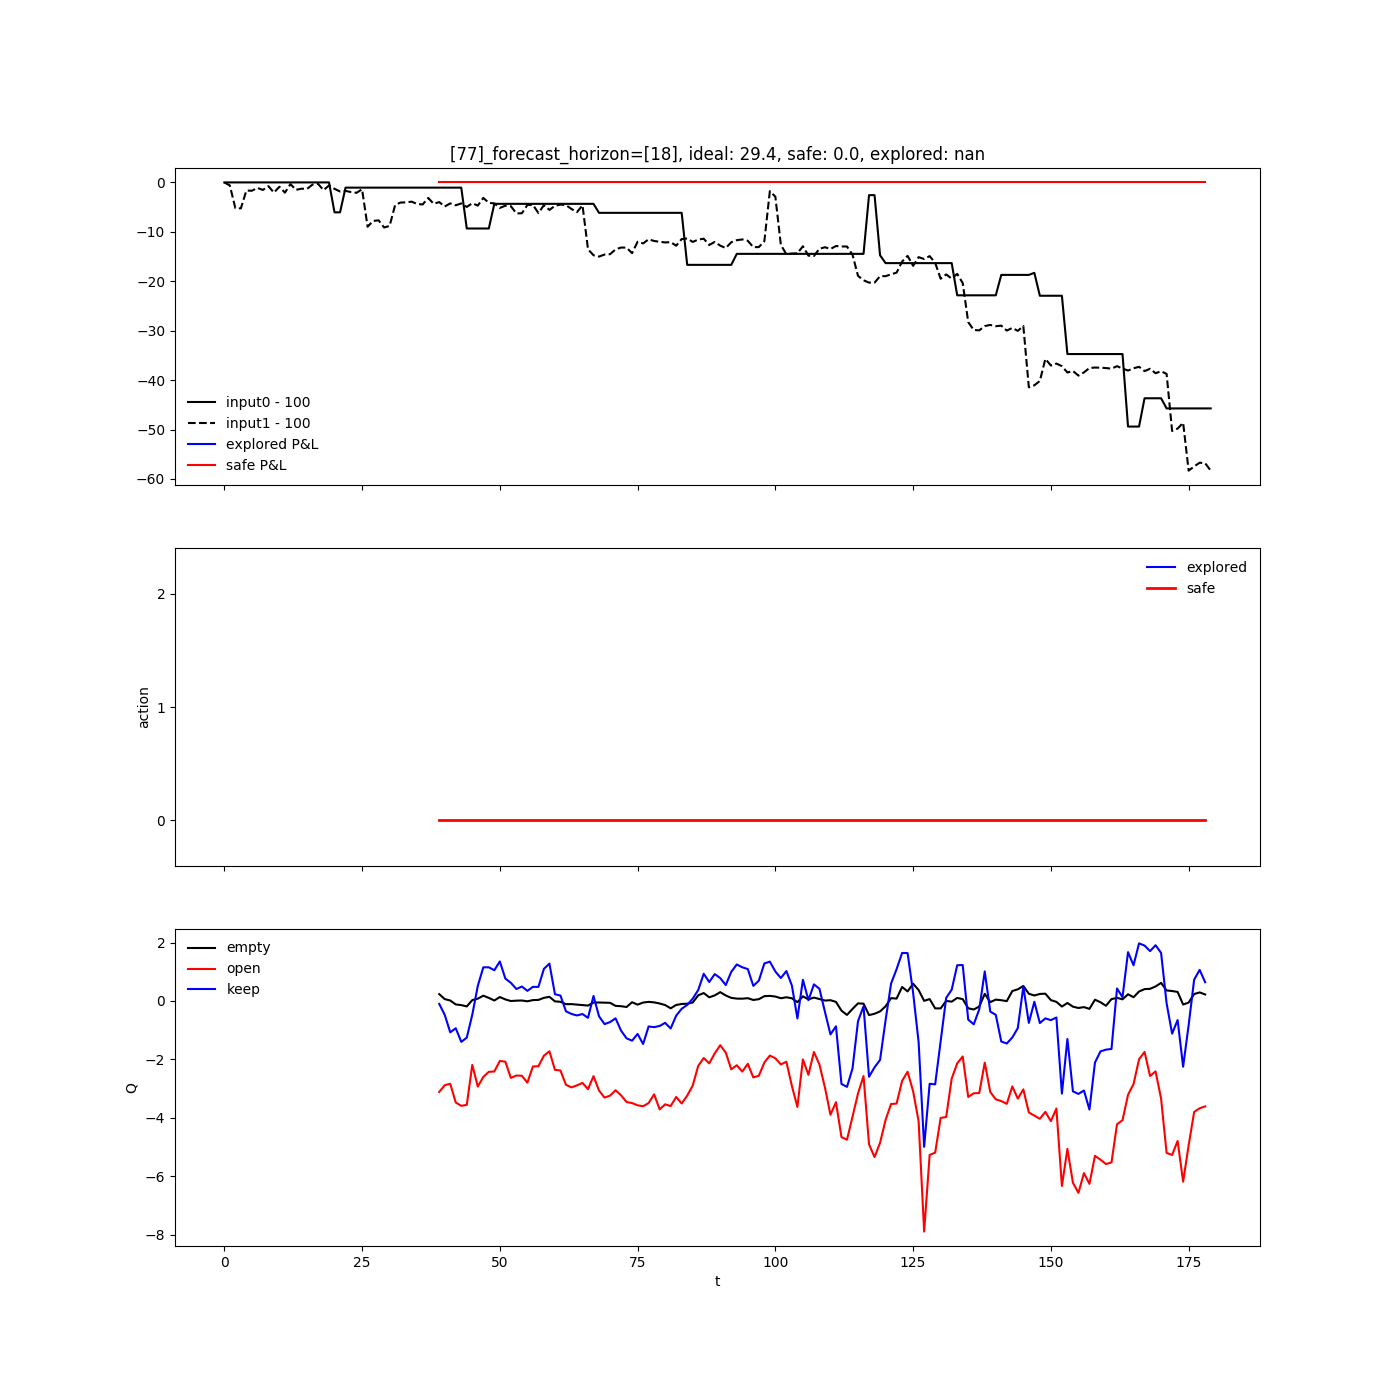 [77]_forecast_horizon=[18], ideal: 29.4, safe: 0.0, explored: nan
0
−10
−20
−30
−40
−50
−60
input0 - 100
input1 - 100
explored P&L
safe P&L
action
2
1
0
explored
safe
Q
2
0
−2
−4
−6
−8
empty
open
keep
0 25 50 75 100 125 150 175
t